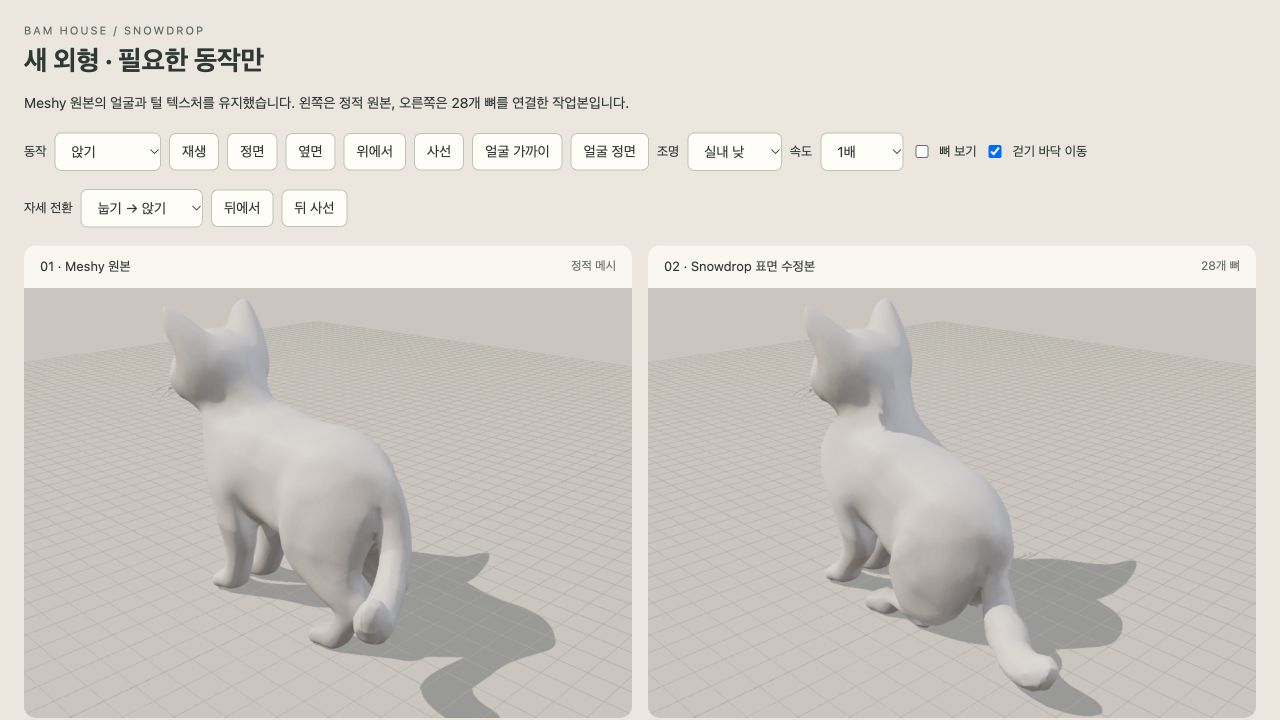 BAM HOUSE / SNOWDROP
새 외형 · 필요한 동작만
Meshy 원본의 얼굴과 털 텍스처를 유지했습니다. 왼쪽은 정적 원본, 오른쪽은 28개 뼈를 연결한 작업본입니다.
동작 앉기 재생 정면 옆면 위에서 사선 얼굴 가까이 얼굴 정면 조명 실내 낮 속도 1배 뼈 보기 걷기 바닥 이동
자세 전환 눕기 → 앉기 뒤에서 뒤 사선
01 · Meshy 원본 정적 메시
02 · Snowdrop 표면 수정본 28개 뼈